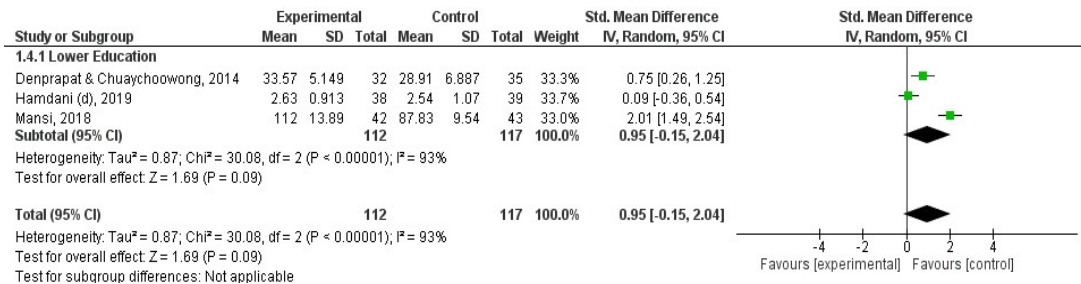 Experimental Control Std. Mean Difference Std. Mean Difference
Study or Subgroup Mean SD Total Mean SD Total Weight IV, Random, 95% CI IV, Random, 95% CI
1.4.1 Lower Education
Denprapat & Chuaychoowong, 2014 33.57 5.149 32 28.91 6.887 35 33.3% 0.75 [0.26, 1.25]
Hamdani (d), 2019 2.63 0.913 38 2.54 1.07 39 33.7% 0.09 [-0.36, 0.54]
Mansi, 2018 112 13.89 42 87.83 9.54 43 33.0% 2.01 [1.49, 2.54]
Subtotal (95% CI) 112 117 100.0% 0.95 [-0.15, 2.04]
Heterogeneity: Tau² = 0.87; Chi² = 30.08, df = 2 (P < 0.00001); I² = 93%
Test for overall effect: Z = 1.69 (P = 0.09)
Total (95% CI) 112 117 100.0% 0.95 [-0.15, 2.04]
Heterogeneity: Tau² = 0.87; Chi² = 30.08, df = 2 (P < 0.00001); I² = 93%
Test for overall effect: Z = 1.69 (P = 0.09)
Test for subgroup differences: Not applicable
-4 -2 0 2 4
Favours [experimental] Favours [control]